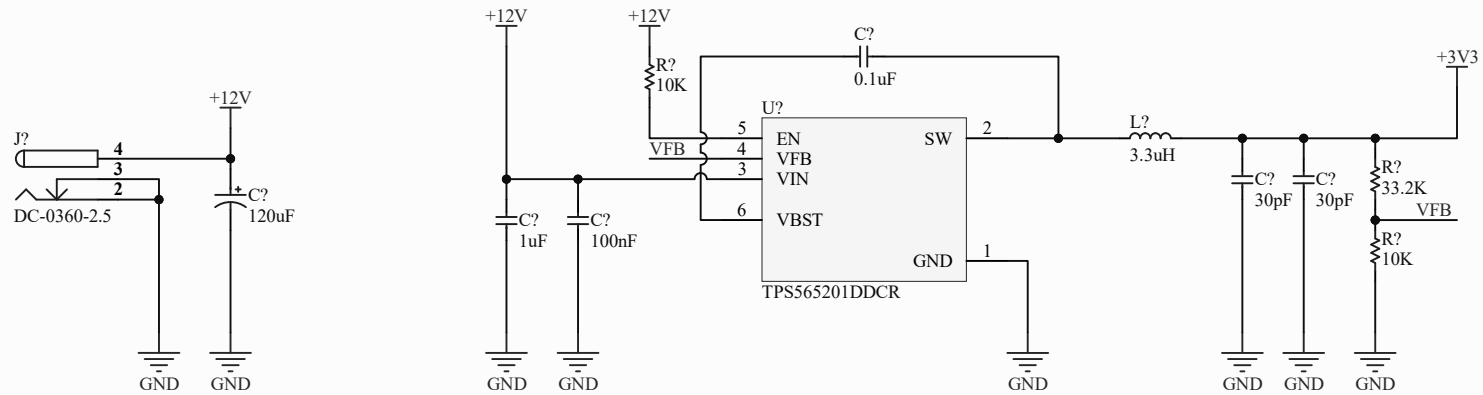 J?
4
3
2
DC-0360-2.5
+12V
C?
120uF
GND
GND
+12V
C?
1uF
C?
100nF
GND
GND
+12V
R?
10K
VFB
C?
0.1uF
U?
5 EN
4 VFB
3 VIN
6 VBST
SW 2
GND 1
TPS565201DDCR
GND
L?
3.3uH
+3V3
C?
30pF
C?
30pF
R?
33.2K
VFB
R?
10K
GND
GND
GND